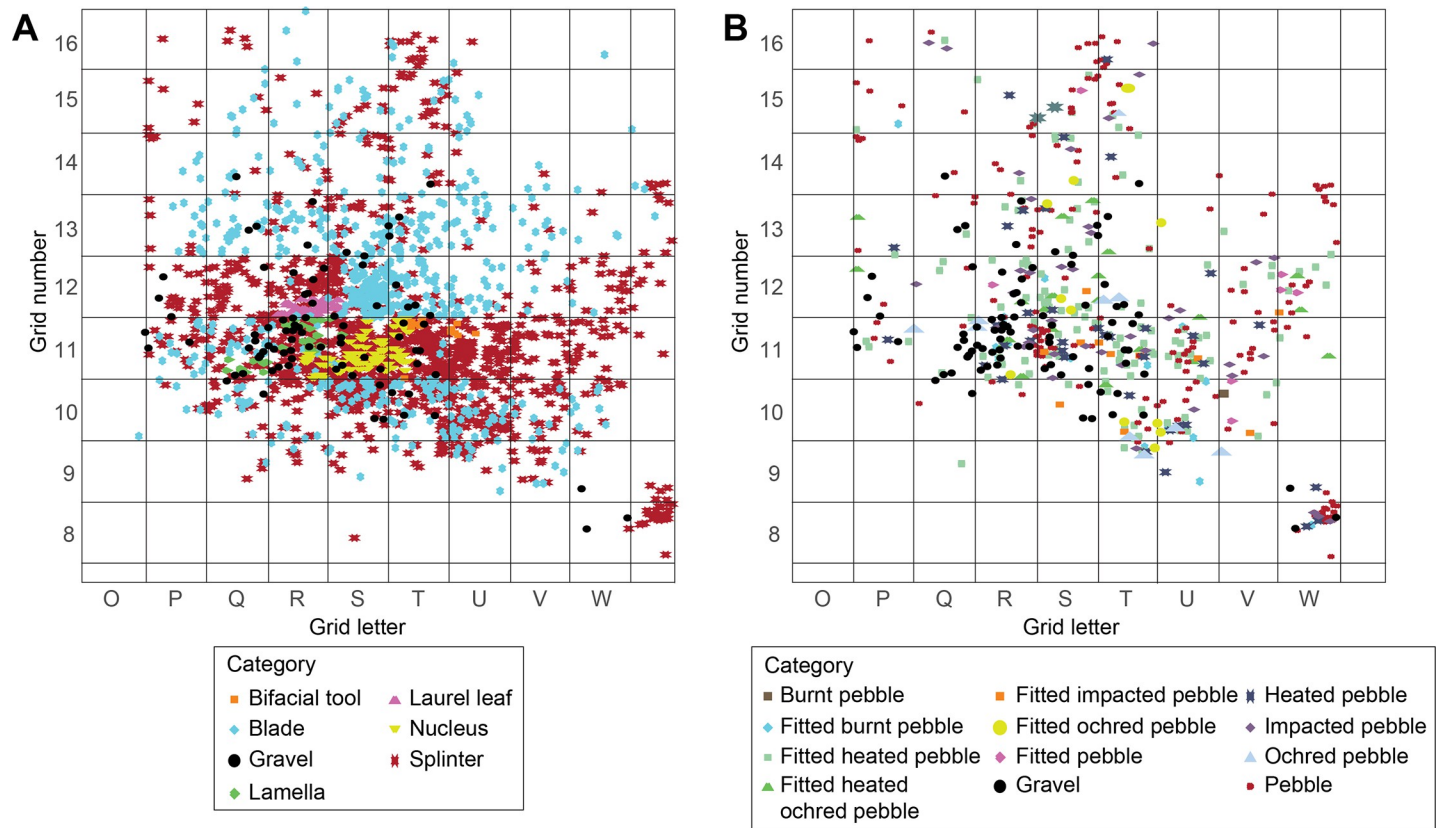 A
B
16
15
14
13
12
11
10
9
8
Grid number
O P Q R S T U V W
Grid letter
16
15
14
13
12
11
10
9
8
Grid number
O P Q R S T U V W
Grid letter
Category
Bifacial tool
Laurel leaf
Blade
Nucleus
Gravel
Splinter
Lamella
Category
Burnt pebble
Fitted impacted pebble
Heated pebble
Fitted burnt pebble
Fitted ochred pebble
Impacted pebble
Fitted heated pebble
Fitted pebble
Ochred pebble
Fitted heated
ochred pebble
Gravel
Pebble